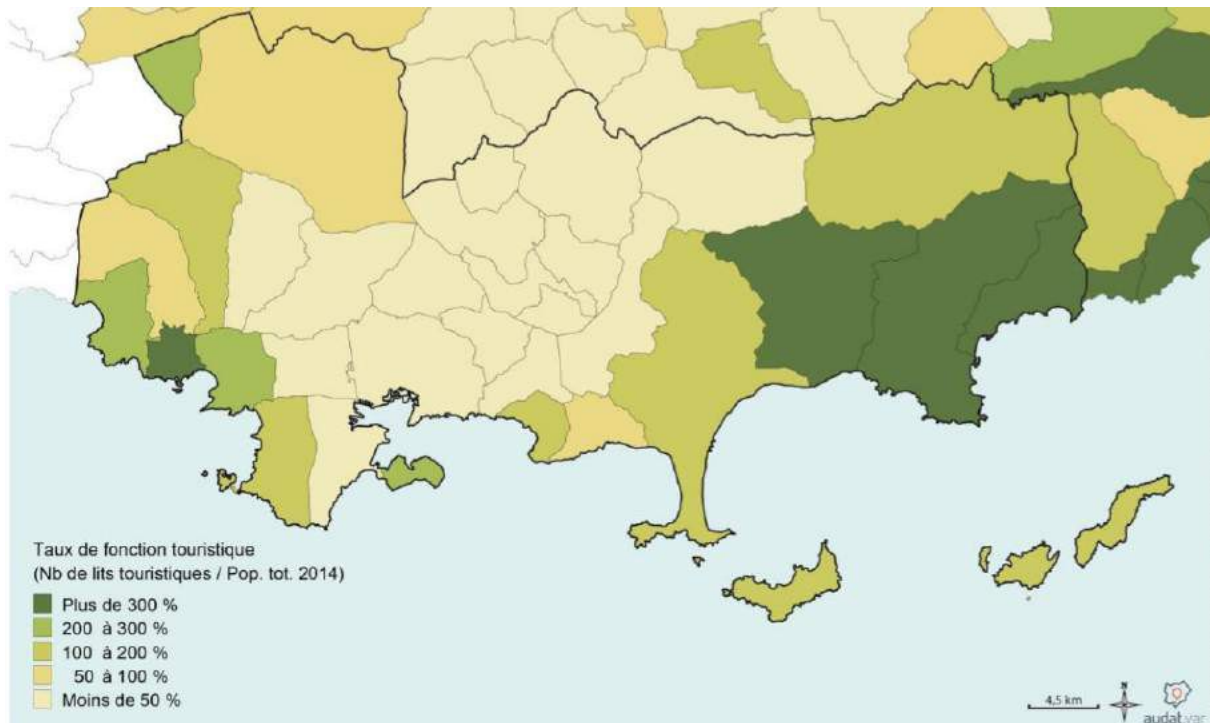 Taux de fonction touristique
(Nb de lits touristiques / Pop. tot. 2014)
Plus de 300 %
200 à 300 %
100 à 200 %
50 à 100 %
Moins de 50 %
4,5 km
N
audat.var